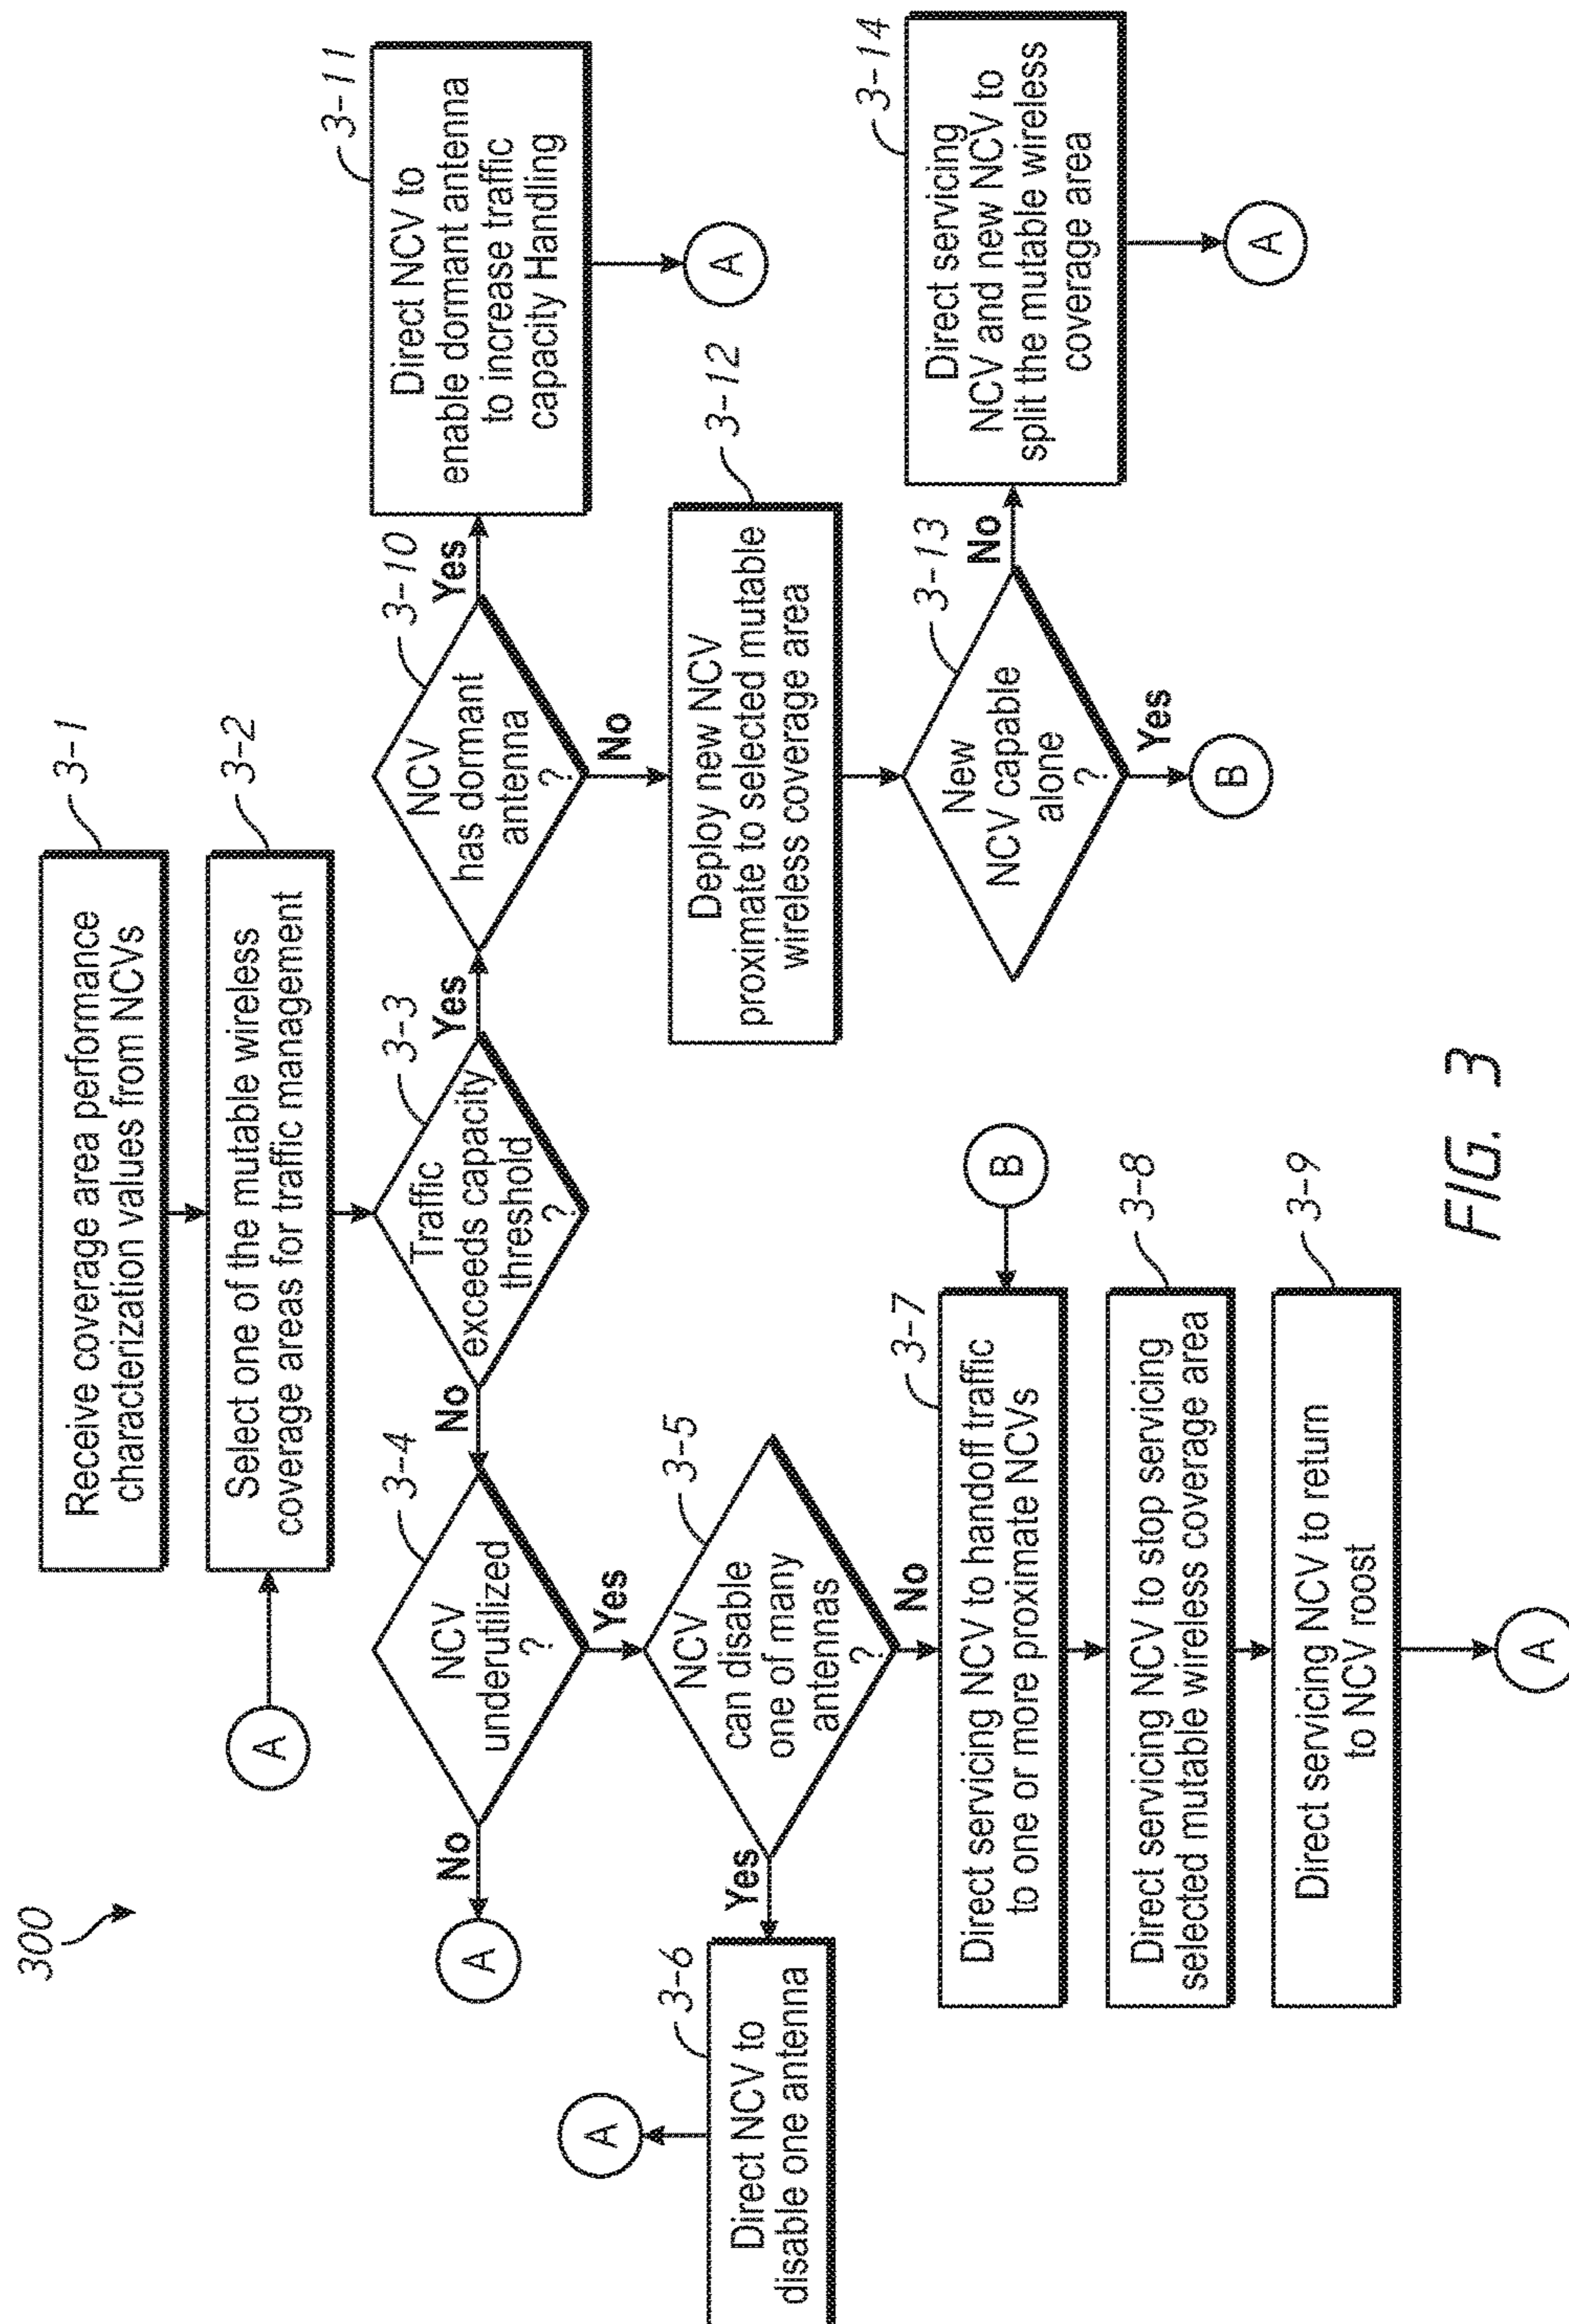 300
3-1
Receive coverage area performance
characterization values from NCVs
3-2
Select one of the mutable wireless
coverage areas for traffic management
A
3-3
Traffic
exceeds capacity
threshold
?
No
Yes
3-4
NCV
underutilized
?
No
A
Yes
3-5
NCV
can disable
one of many
antennas
?
Yes
No
3-6
Direct NCV to
disable one antenna
A
3-7
Direct servicing NCV to handoff traffic
to one or more proximate NCVs
B
3-8
Direct servicing NCV to stop servicing
selected mutable wireless coverage area
3-9
Direct servicing NCV to return
to NCV roost
A
3-10
NCV
has dormant
antenna
?
Yes
No
3-11
Direct NCV to
enable dormant antenna
to increase traffic
capacity Handling
A
3-12
Deploy new NCV
proximate to selected mutable
wireless coverage area
3-13
New
NCV capable
alone
?
No
Yes
B
3-14
Direct servicing
NCV and new NCV to
split the mutable wireless
coverage area
A
FIG. 3